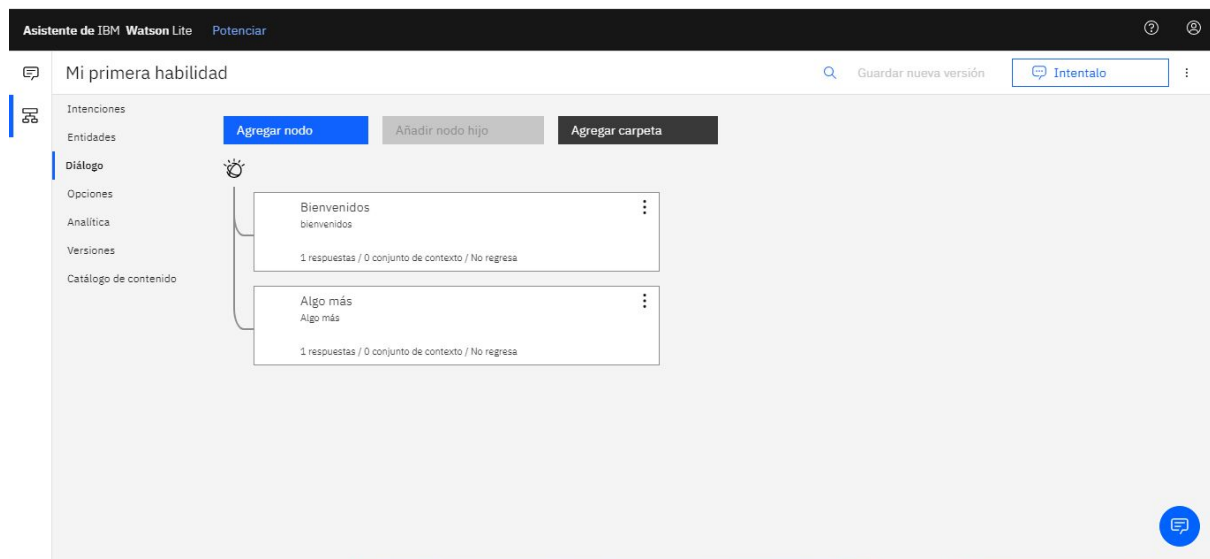 Asistente de IBM Watson Lite Potenciar
Mi primera habilidad
Guardar nueva versión
Intentalo
Intenciones
Entidades
Diálogo
Opciones
Analítica
Versiones
Catálogo de contenido
Agregar nodo
Añadir nodo hijo
Agregar carpeta
Bienvenidos
bienvenidos
1 respuestas / 0 conjunto de contexto / No regresa
Algo más
Algo más
1 respuestas / 0 conjunto de contexto / No regresa